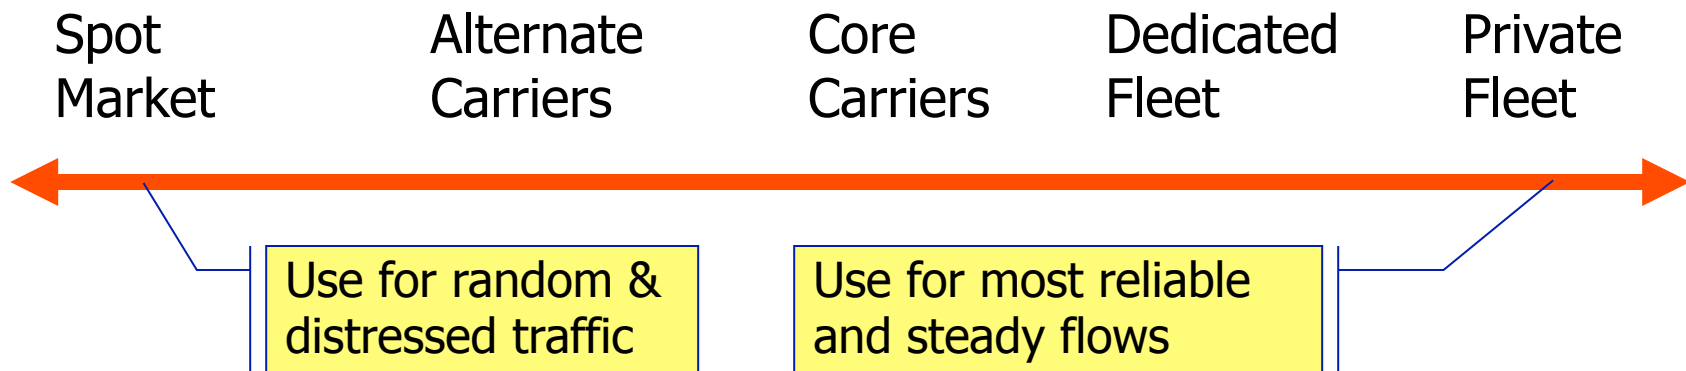 Spot
Market
Alternate
Carriers
Core
Carriers
Dedicated
Fleet
Private
Fleet
Use for random &
distressed traffic
Use for most reliable
and steady flows